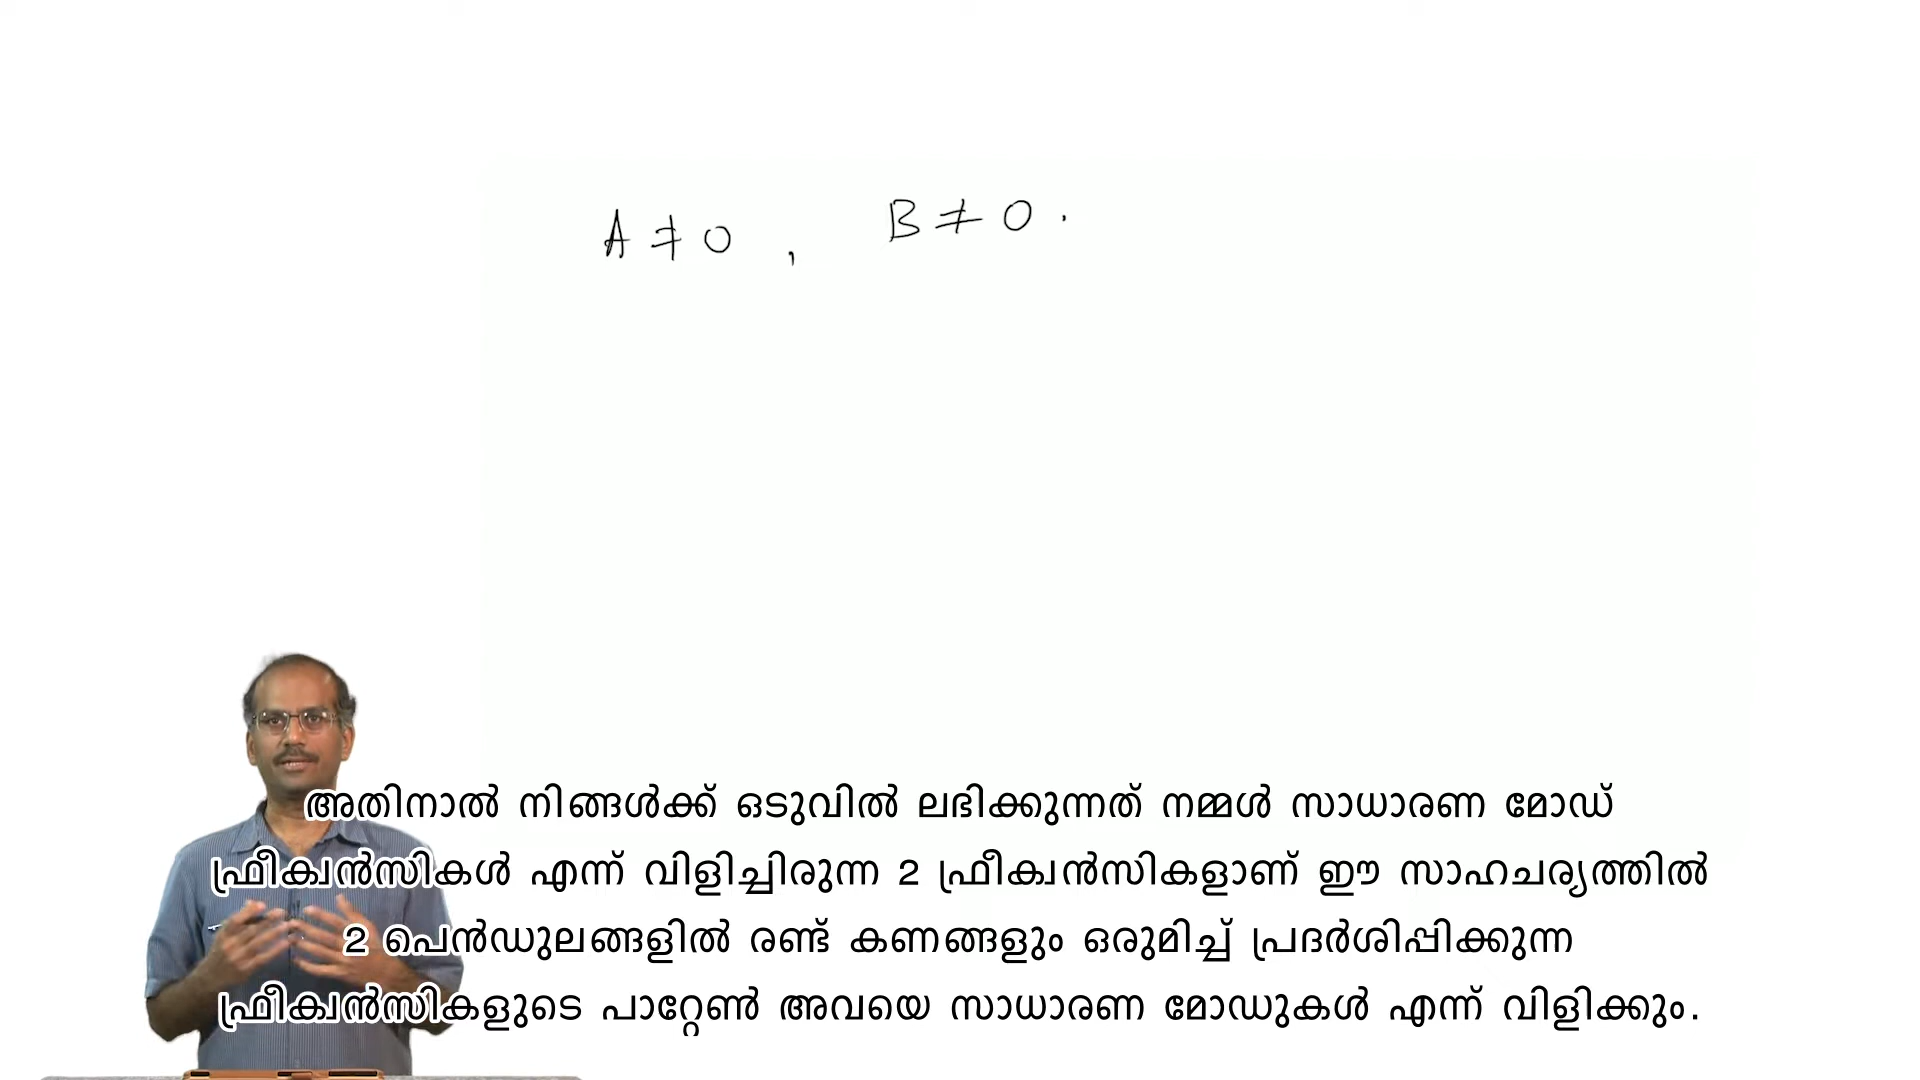 A ≠ 0 , B ≠ 0 .
അതിനാൽ നിങ്ങൾക്ക് ഒടുവിൽ ലഭിക്കുന്നത് നമ്മൾ സാധാരണ മോഡ്
ഫ്രീക്വൻസികൾ എന്ന് വിളിച്ചിരുന്ന 2 ഫ്രീക്വൻസികളാണ് ഈ സാഹചര്യത്തിൽ
2 പെൻഡുലങ്ങളിൽ രണ്ട് കണങ്ങളും ഒരുമിച്ച് പ്രദർശിപ്പിക്കുന്ന
ഫ്രീക്വൻസികളുടെ പാറ്റേൺ അവയെ സാധാരണ മോഡുകൾ എന്ന് വിളിക്കും.